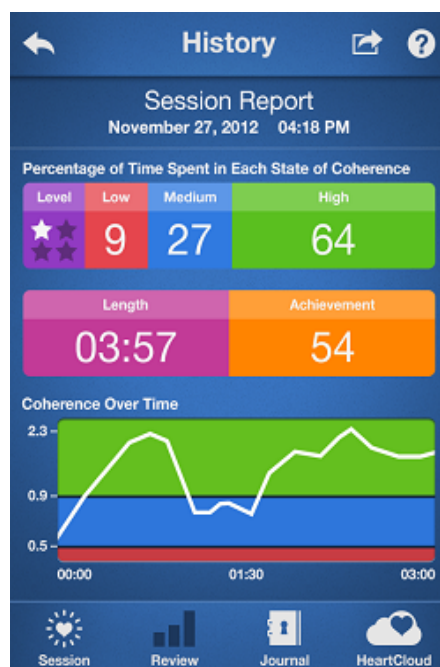 History
?
Session Report
November 27, 2012 04:18 PM
Percentage of Time Spent in Each State of Coherence
Level Low Medium High
9 27 64
Length Achievement
03:57 54
Coherence Over Time
2.3
0.9
0.5
00:00 01:30 03:00
Session Review Journal HeartCloud